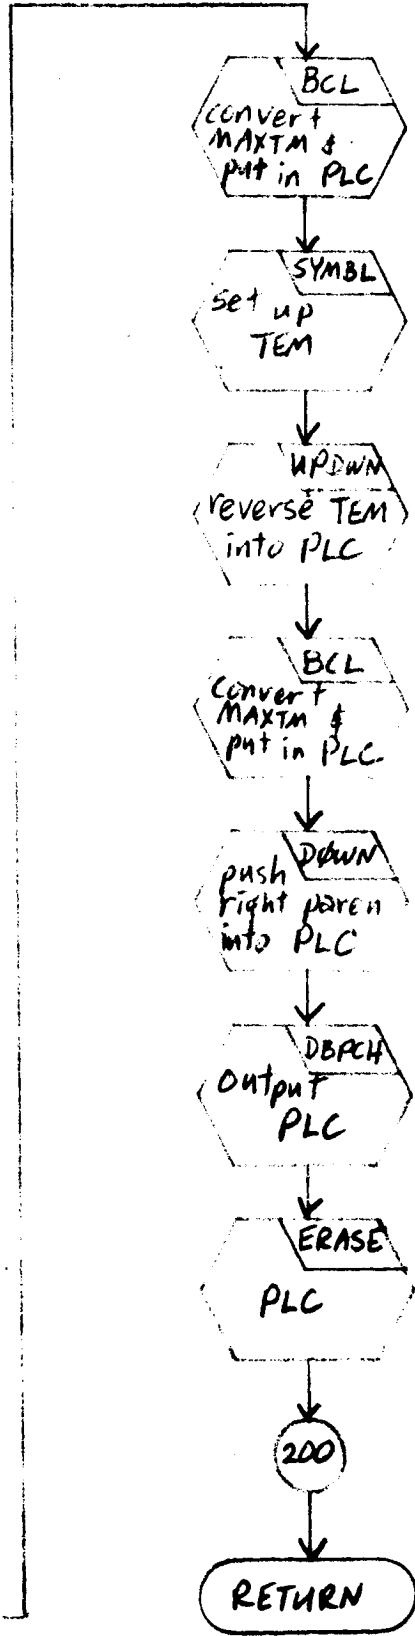 BCL
convert
MAXTM &
put in PLC
SYMBL
set up
TEM
UPDWN
reverse TEM
into PLC
BCL
convert
MAXTM &
put in PLC.
DØWN
push
right paren
into PLC
DBPCH
output
PLC
ERASE
PLC
200
RETURN